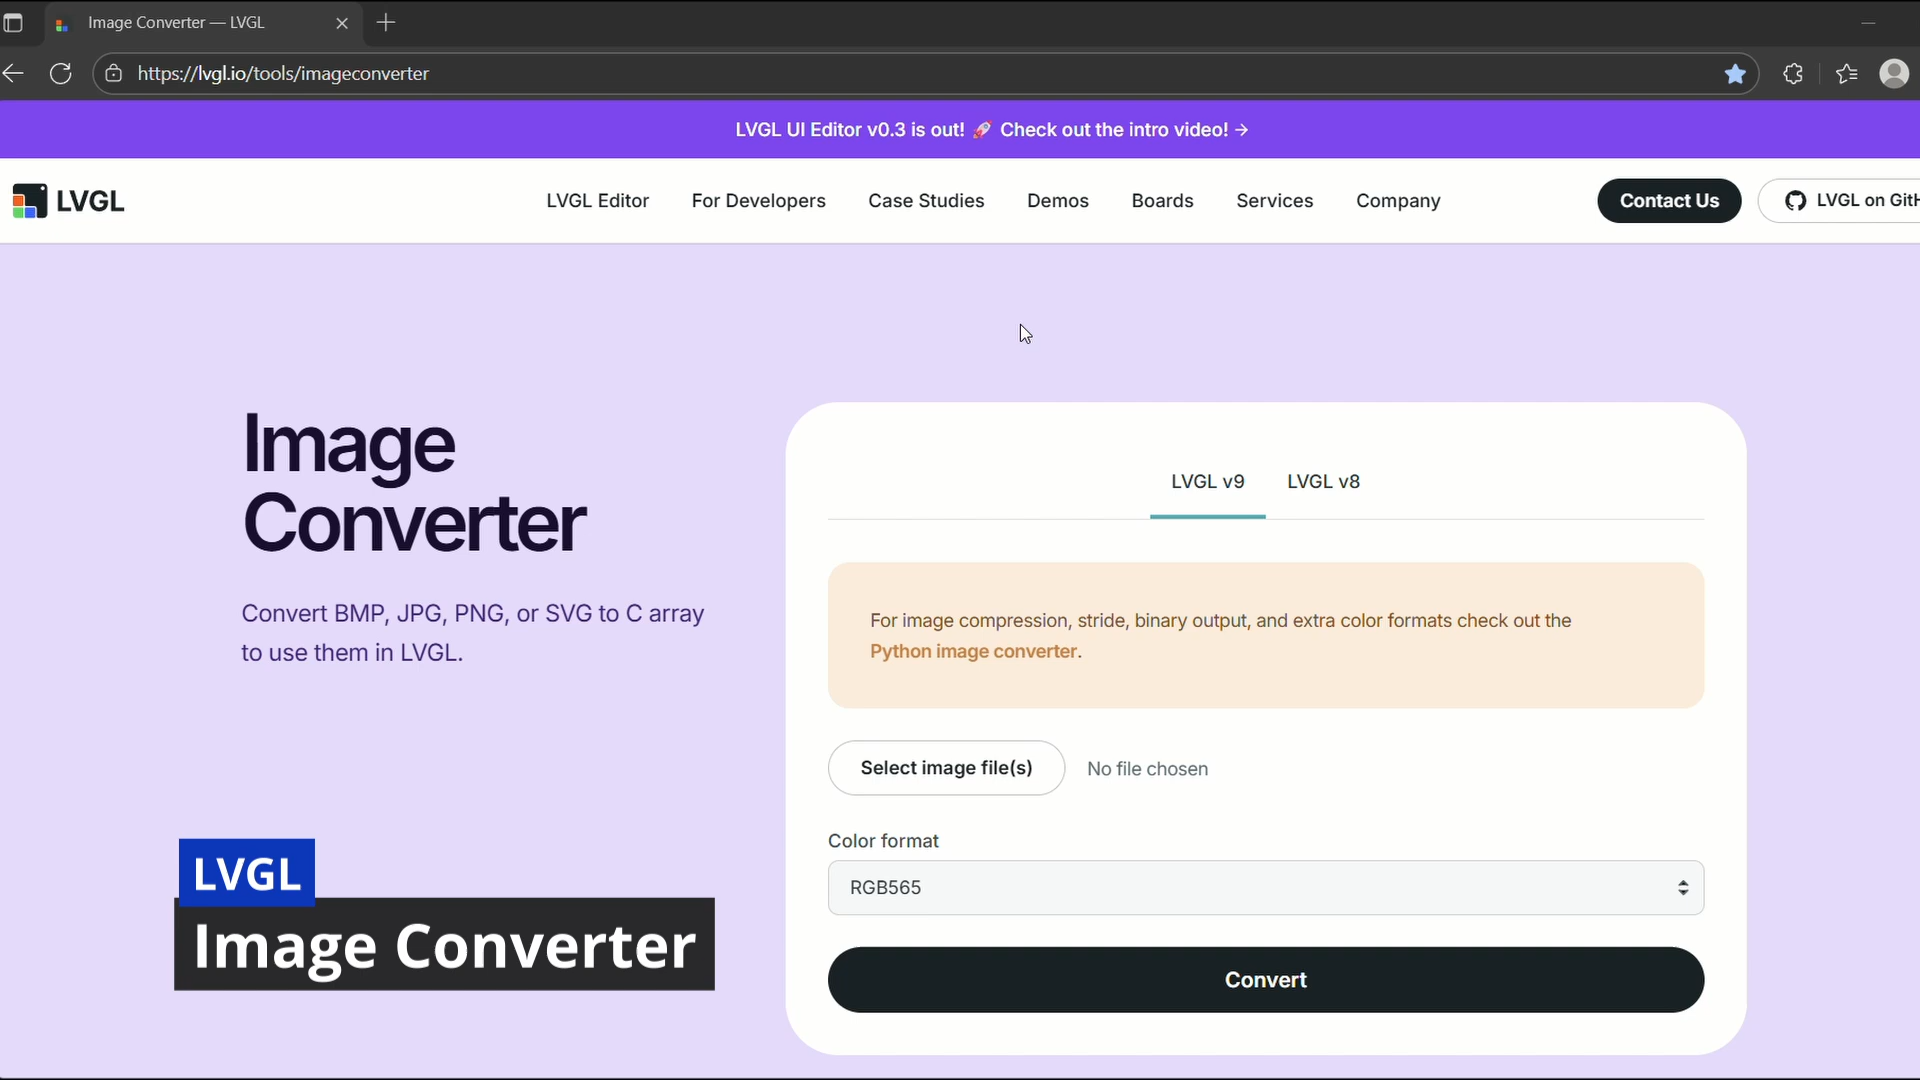 Image Converter — LVGL
https://lvgl.io/tools/imageconverter
LVGL UI Editor v0.3 is out! 🚀 Check out the intro video! →
LVGL
LVGL Editor
For Developers
Case Studies
Demos
Boards
Services
Company
Contact Us
LVGL on GitH
Image
Converter
Convert BMP, JPG, PNG, or SVG to C array
to use them in LVGL.
LVGL v9
LVGL v8
For image compression, stride, binary output, and extra color formats check out the
Python image converter.
Select image file(s)
No file chosen
Color format
RGB565
Convert
LVGL
Image Converter